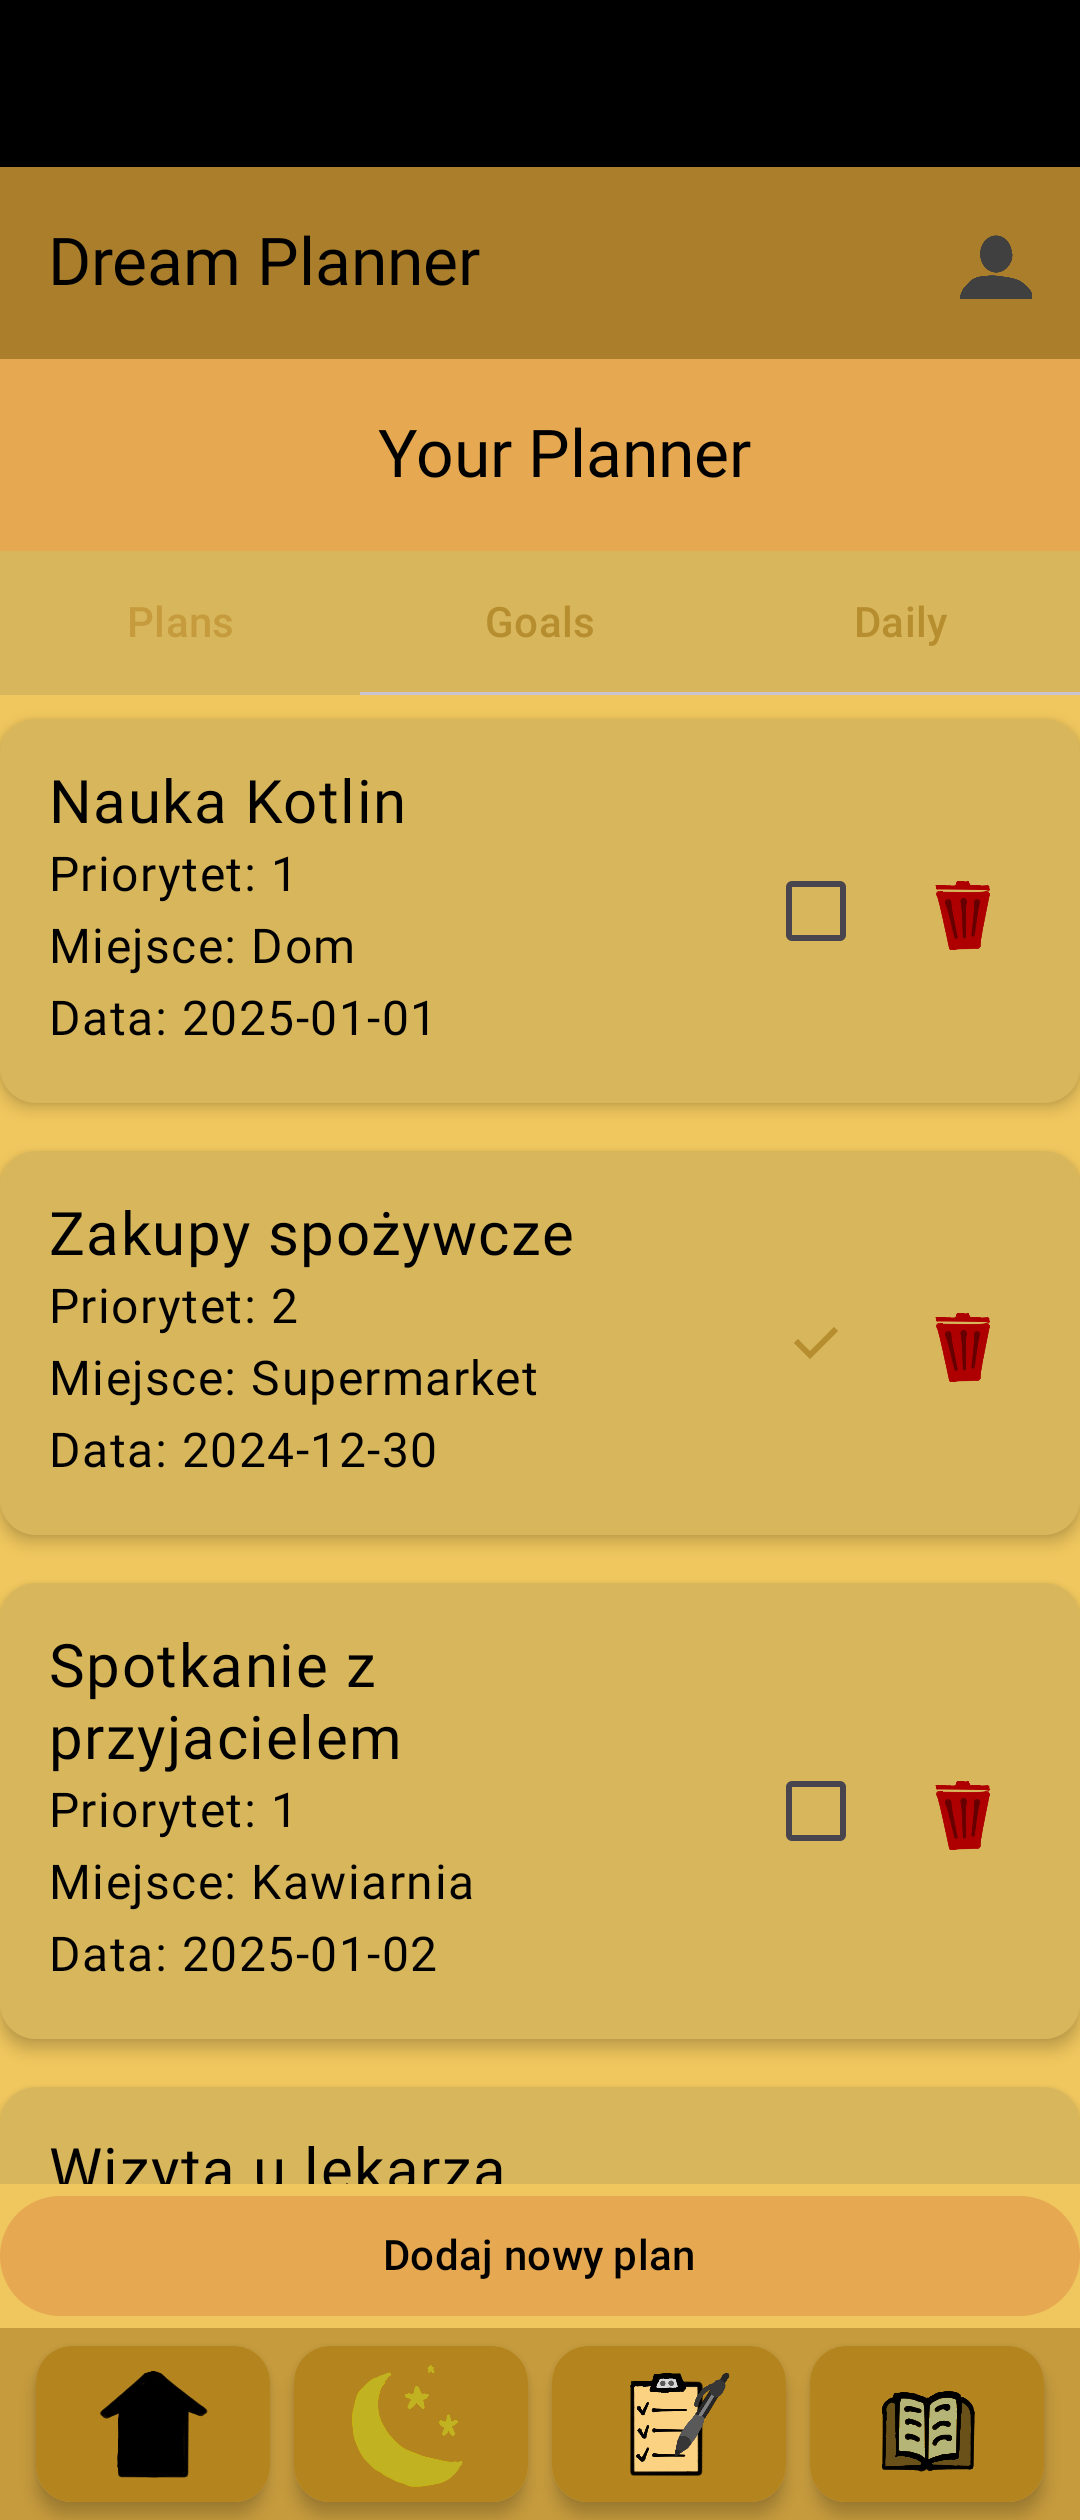 Dream Planner
Your Planner
Plans Goals Daily
Nauka Kotlin
Priorytet: 1
Miejsce: Dom
Data: 2025-01-01
Zakupy spożywcze
Priorytet: 2
Miejsce: Supermarket
Data: 2024-12-30
Spotkanie z
przyjacielem
Priorytet: 1
Miejsce: Kawiarnia
Data: 2025-01-02
Wizyta u lekarza
Dodaj nowy plan